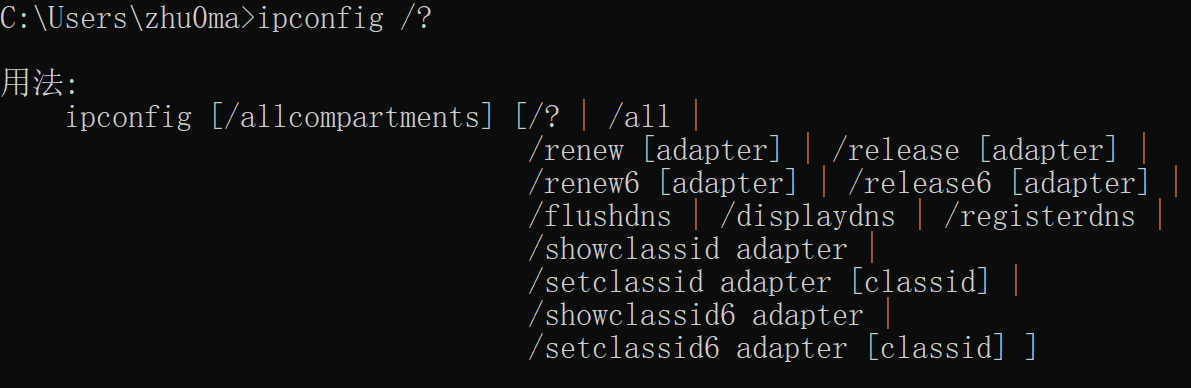 C:\Users\zhu0ma>ipconfig /?
用法:
ipconfig [/allcompartments] [/? | /all |
/renew [adapter] | /release [adapter] |
/renew6 [adapter] | /release6 [adapter] |
/flushdns | /displaydns | /registerdns |
/showclassid adapter |
/setclassid adapter [classid] |
/showclassid6 adapter |
/setclassid6 adapter [classid] ]